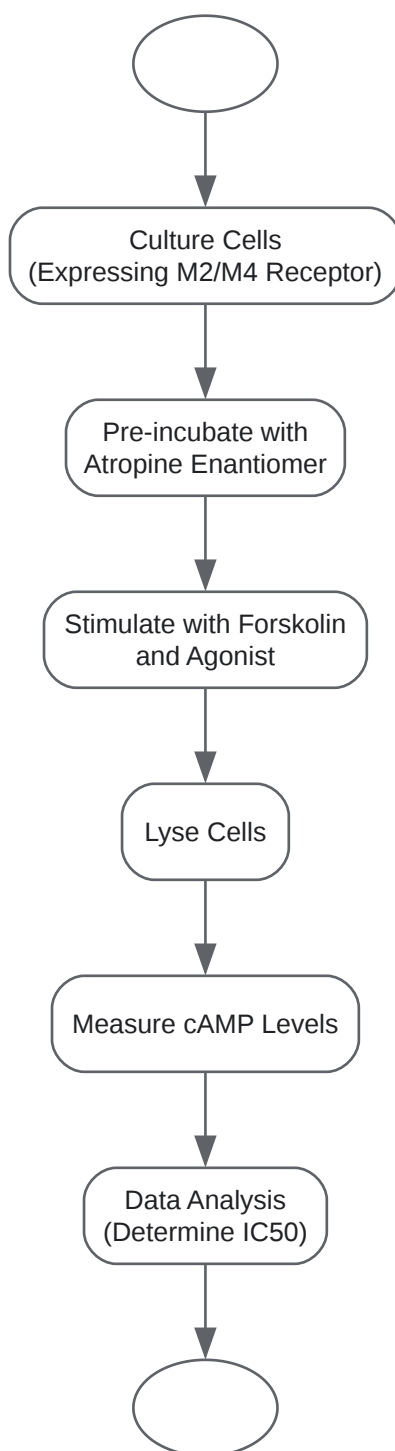 Culture Cells
(Expressing M2/M4 Receptor)
Pre-incubate with
Atropine Enantiomer
Stimulate with Forskolin
and Agonist
Lyse Cells
Measure cAMP Levels
Data Analysis
(Determine IC50)